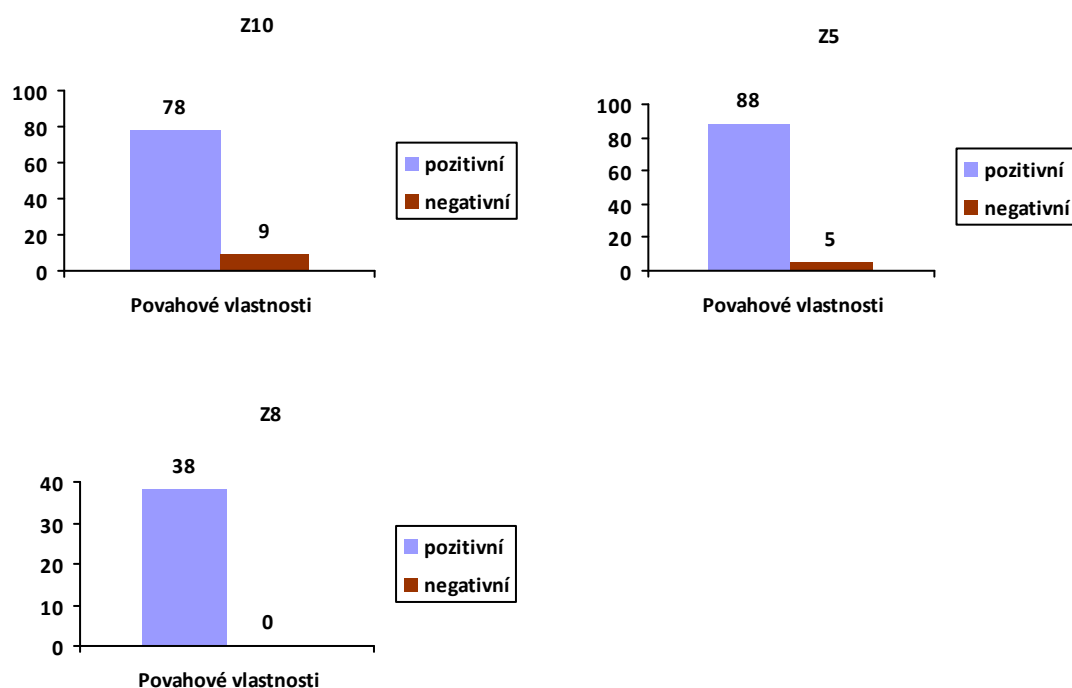 Z10
100
80
60
40
20
0
78
9
Povahové vlastnosti
pozitivní
negativní
Z5
100
80
60
40
20
0
88
5
Povahové vlastnosti
pozitivní
negativní
Z8
40
30
20
10
0
38
0
Povahové vlastnosti
pozitivní
negativní